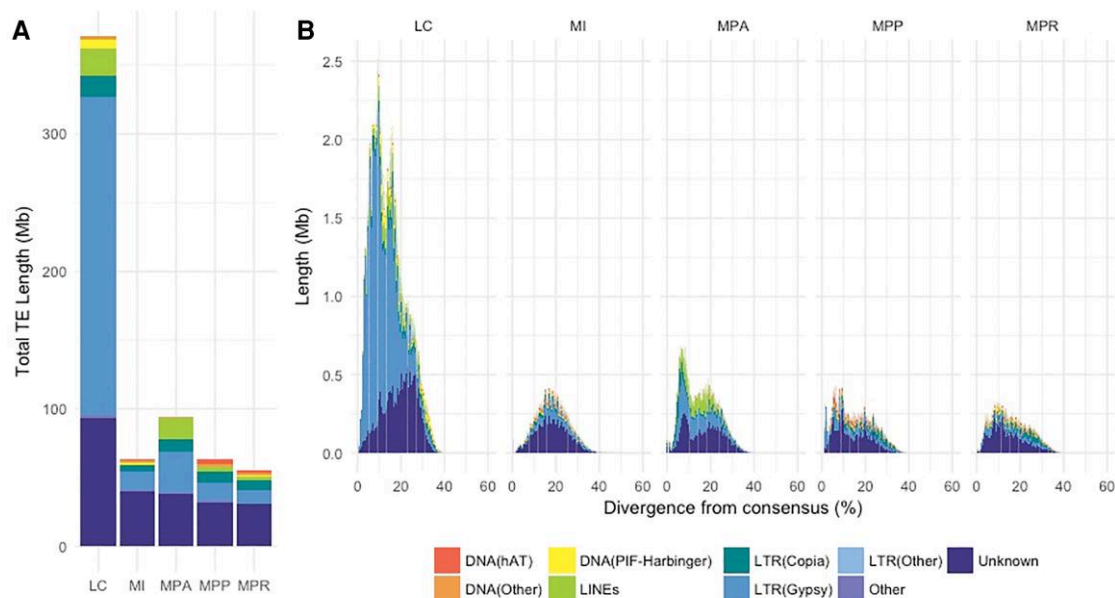 A
Total TE Length (Mb)
300
200
100
0
LC MI MPA MPP MPR
B
LC MI MPA MPP MPR
Length (Mb)
2.5
2.0
1.5
1.0
0.5
0.0
0 20 40 60 0 20 40 60 0 20 40 60 0 20 40 60 0 20 40 60
Divergence from consensus (%)
DNA(hAT) DNA(PIF-Harbinger) LTR(Copia) LTR(Other) Unknown
DNA(Other) LINEs LTR(Gypsy) Other